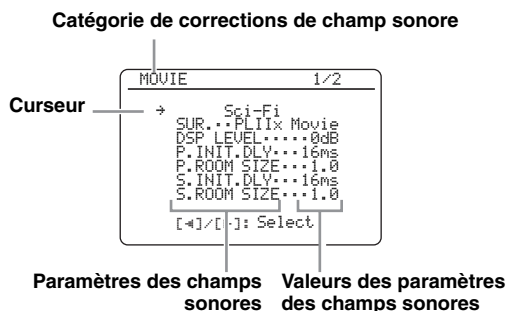 Catégorie de corrections de champ sonore
MOVIE 1/2
Curseur
→ Sci-Fi
SUR.··PLIIx Movie
DSP LEVEL·····0dB
P.INIT.DLY···16ms
P.ROOM SIZE···1.0
S.INIT.DLY···16ms
S.ROOM SIZE···1.0
[◀]/[▷]: Select
Paramètres des champs sonores
Valeurs des paramètres des champs sonores